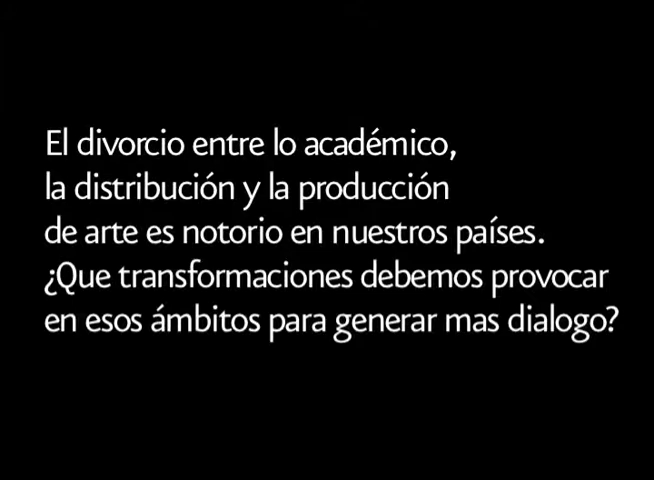 El divorcio entre lo académico,
la distribución y la producción
de arte es notorio en nuestros países.
¿Que transformaciones debemos provocar
en esos ámbitos para generar mas dialogo?